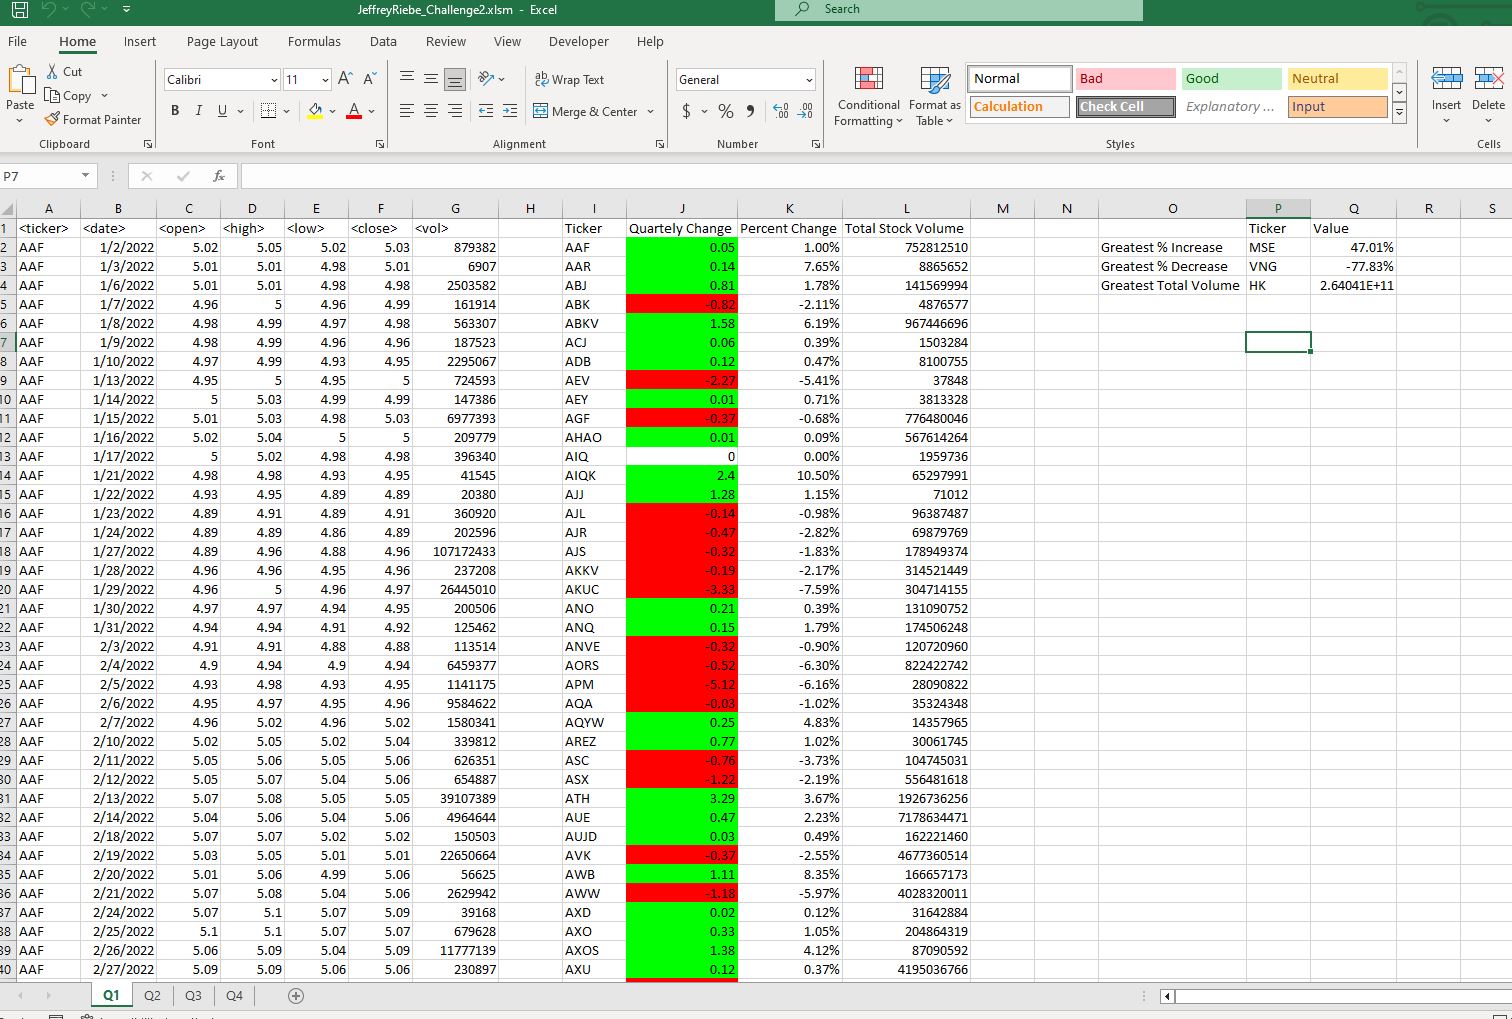 JeffreyRiebe_Challenge2.xlsm - Excel
Search
File Home Insert Page Layout Formulas Data Review View Developer Help
Paste Cut Copy Format Painter
Calibri 11
B I U
Wrap Text
Merge & Center
General
$ %
Conditional Formatting
Format as Table
Normal Bad Good Neutral
Calculation Check Cell Explanatory ... Input
Insert Delete
Clipboard Font Alignment Number Styles Cells
P7 fx
A B C D E F G H I J K L M N O P Q R S
1 <ticker> <date> <open> <high> <low> <close> <vol> Ticker Quartely Change Percent Change Total Stock Volume Ticker Value
2 AAF 1/2/2022 5.02 5.05 5.02 5.03 879382 AAF 0.05 1.00% 752812510 Greatest % Increase MSE 47.01%
3 AAF 1/3/2022 5.01 5.01 4.98 5.01 6907 AAR 0.14 7.65% 8865652 Greatest % Decrease VNG -77.83%
4 AAF 1/6/2022 5.01 5.01 4.98 4.98 2503582 ABJ 0.81 1.78% 141569994 Greatest Total Volume HK 2.64041E+11
5 AAF 1/7/2022 4.96 5 4.96 4.99 161914 ABK -0.82 -2.11% 4876577
6 AAF 1/8/2022 4.98 4.99 4.97 4.98 563307 ABKV 1.58 6.19% 967446696
7 AAF 1/9/2022 4.98 4.99 4.96 4.96 187523 ACJ 0.06 0.39% 1503284
8 AAF 1/10/2022 4.97 4.99 4.93 4.95 2295067 ADB 0.12 0.47% 8100755
9 AAF 1/13/2022 4.95 5 4.95 5 724593 AEV -2.27 -5.41% 37848
10 AAF 1/14/2022 5 5.03 4.99 4.99 147386 AEY 0.01 0.71% 3813328
11 AAF 1/15/2022 5.01 5.03 4.98 5.03 6977393 AGF -0.37 -0.68% 776480046
12 AAF 1/16/2022 5.02 5.04 5 5 209779 AHAO 0.01 0.09% 567614264
13 AAF 1/17/2022 5 5.02 4.98 4.98 396340 AIQ 0 0.00% 1959736
14 AAF 1/21/2022 4.98 4.98 4.93 4.95 41545 AIQK 2.4 10.50% 65297991
15 AAF 1/22/2022 4.93 4.95 4.89 4.89 20380 AJJ 1.28 1.15% 71012
16 AAF 1/23/2022 4.89 4.91 4.89 4.91 360920 AJL -0.14 -0.98% 96387487
17 AAF 1/24/2022 4.89 4.89 4.86 4.89 202596 AJR -0.47 -2.82% 69879769
18 AAF 1/27/2022 4.89 4.96 4.88 4.96 107172433 AJS -0.32 -1.83% 178949374
19 AAF 1/28/2022 4.96 4.96 4.95 4.96 237208 AKKV -0.19 -2.17% 314521449
20 AAF 1/29/2022 4.96 5 4.96 4.97 26445010 AKUC -3.33 -7.59% 304714155
21 AAF 1/30/2022 4.97 4.97 4.94 4.95 200506 ANO 0.21 0.39% 131090752
22 AAF 1/31/2022 4.94 4.94 4.91 4.92 125462 ANQ 0.15 1.79% 174506248
23 AAF 2/3/2022 4.91 4.91 4.88 4.88 113514 ANVE -0.32 -0.90% 120720960
24 AAF 2/4/2022 4.9 4.94 4.9 4.94 6459377 AORS -0.52 -6.30% 822422742
25 AAF 2/5/2022 4.93 4.98 4.93 4.95 1141175 APM -5.12 -6.16% 28090822
26 AAF 2/6/2022 4.95 4.97 4.95 4.96 9584622 AQA -0.03 -1.02% 35324348
27 AAF 2/7/2022 4.96 5.02 4.96 5.02 1580341 AQYW 0.25 4.83% 14357965
28 AAF 2/10/2022 5.02 5.05 5.02 5.04 339812 AREZ 0.77 1.02% 30061745
29 AAF 2/11/2022 5.05 5.06 5.05 5.06 626351 ASC -0.76 -3.73% 104745031
30 AAF 2/12/2022 5.05 5.07 5.04 5.06 654887 ASX -1.22 -2.19% 556481618
31 AAF 2/13/2022 5.07 5.08 5.05 5.05 39107389 ATH 3.29 3.67% 1926736256
32 AAF 2/14/2022 5.04 5.06 5.04 5.06 4964644 AUE 0.47 2.23% 7178634471
33 AAF 2/18/2022 5.07 5.07 5.02 5.02 150503 AUJD 0.03 0.49% 162221460
34 AAF 2/19/2022 5.03 5.05 5.01 5.01 22650664 AVK -0.37 -2.55% 4677360514
35 AAF 2/20/2022 5.01 5.06 4.99 5.06 56625 AWB 1.11 8.35% 166657173
36 AAF 2/21/2022 5.07 5.08 5.04 5.06 2629942 AWW -1.18 -5.97% 4028320011
37 AAF 2/24/2022 5.07 5.1 5.07 5.09 39168 AXD 0.02 0.12% 31642884
38 AAF 2/25/2022 5.1 5.1 5.07 5.07 679628 AXO 0.33 1.05% 204864319
39 AAF 2/26/2022 5.06 5.09 5.04 5.09 11777139 AXOS 1.38 4.12% 87090592
40 AAF 2/27/2022 5.09 5.09 5.06 5.06 230897 AXU 0.12 0.37% 4195036766
Q1 Q2 Q3 Q4